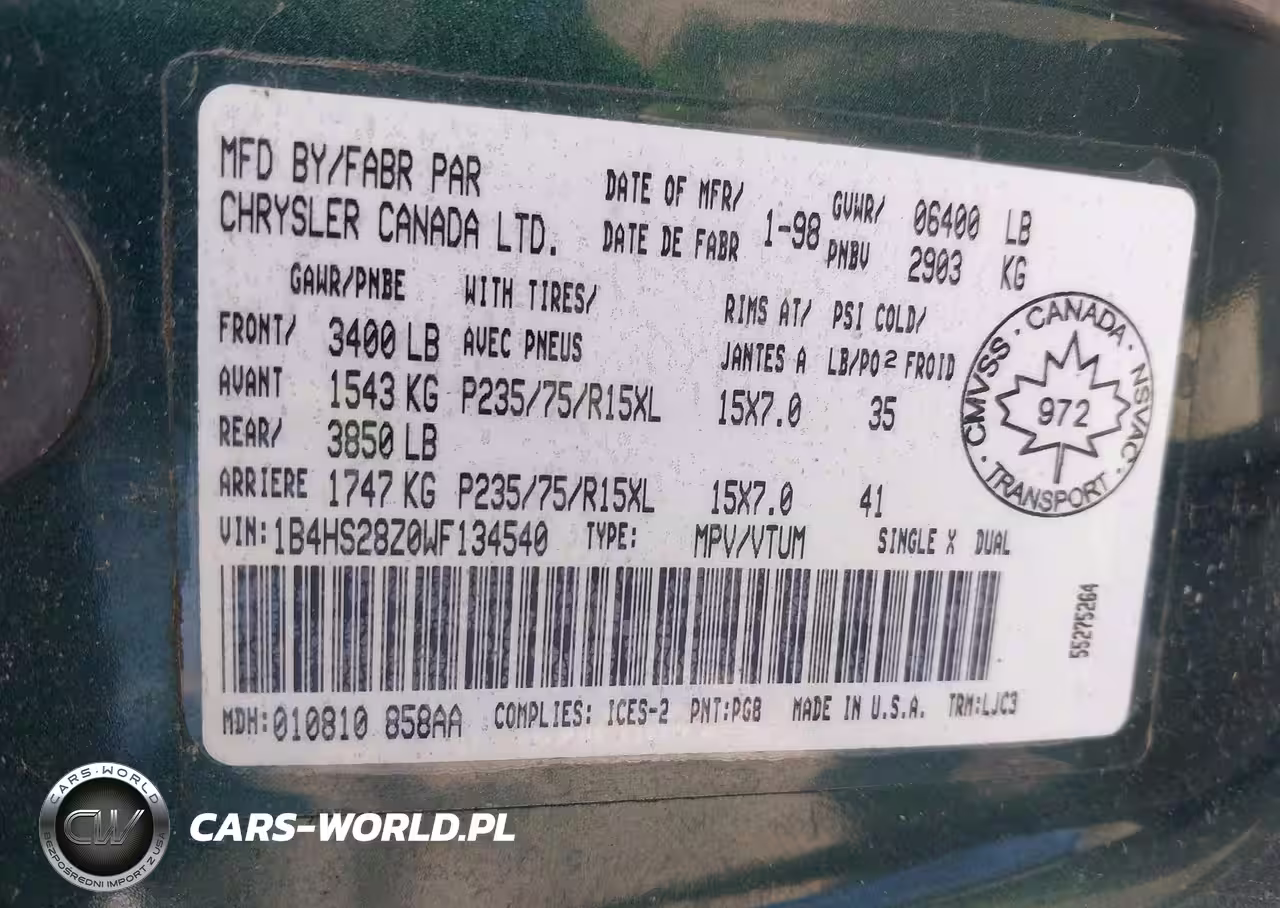 MFD BY/FABR PAR
CHRYSLER CANADA LTD.
DATE OF MFR/
DATE DE FABR
1-98
GVWR/ 06400 LB
PNBV 2903 KG
GAWR/PNBE WITH TIRES/ RIMS AT/ PSI COLD/
FRONT/ 3400 LB AVEC PNEUS JANTES A LB/PO² FROID
AVANT 1543 KG P235/75/R15XL 15X7.0 35
REAR/ 3850 LB
ARRIERE 1747 KG P235/75/R15XL 15X7.0 41
VIN:1B4HS28Z0WF134540 TYPE: MPV/VTUM SINGLE X DUAL
CANADA · NSVAC · TRANSPORT · CMVSS ·
972
55275264
MDH:010810 858AA COMPLIES: ICES-2 PNT:PGB MADE IN U.S.A. TRM:LJC3
CARS·WORLD
CW
BEZPOŚREDNI IMPORT Z USA
CARS-WORLD.PL